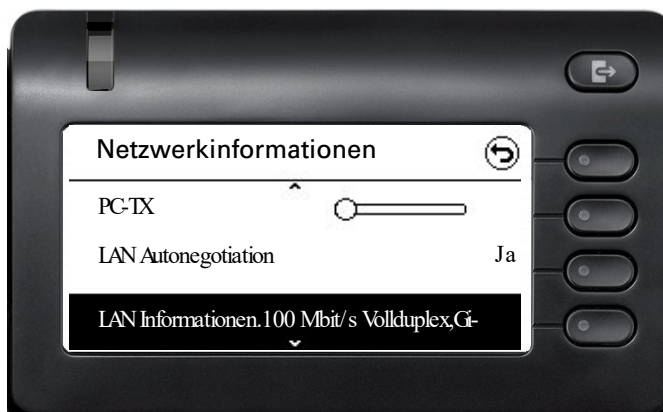 Netzwerkinformationen
PC-TX
LAN Autonegotiation Ja
LAN Informationen.100 Mbit/s Vollduplex,Gi-